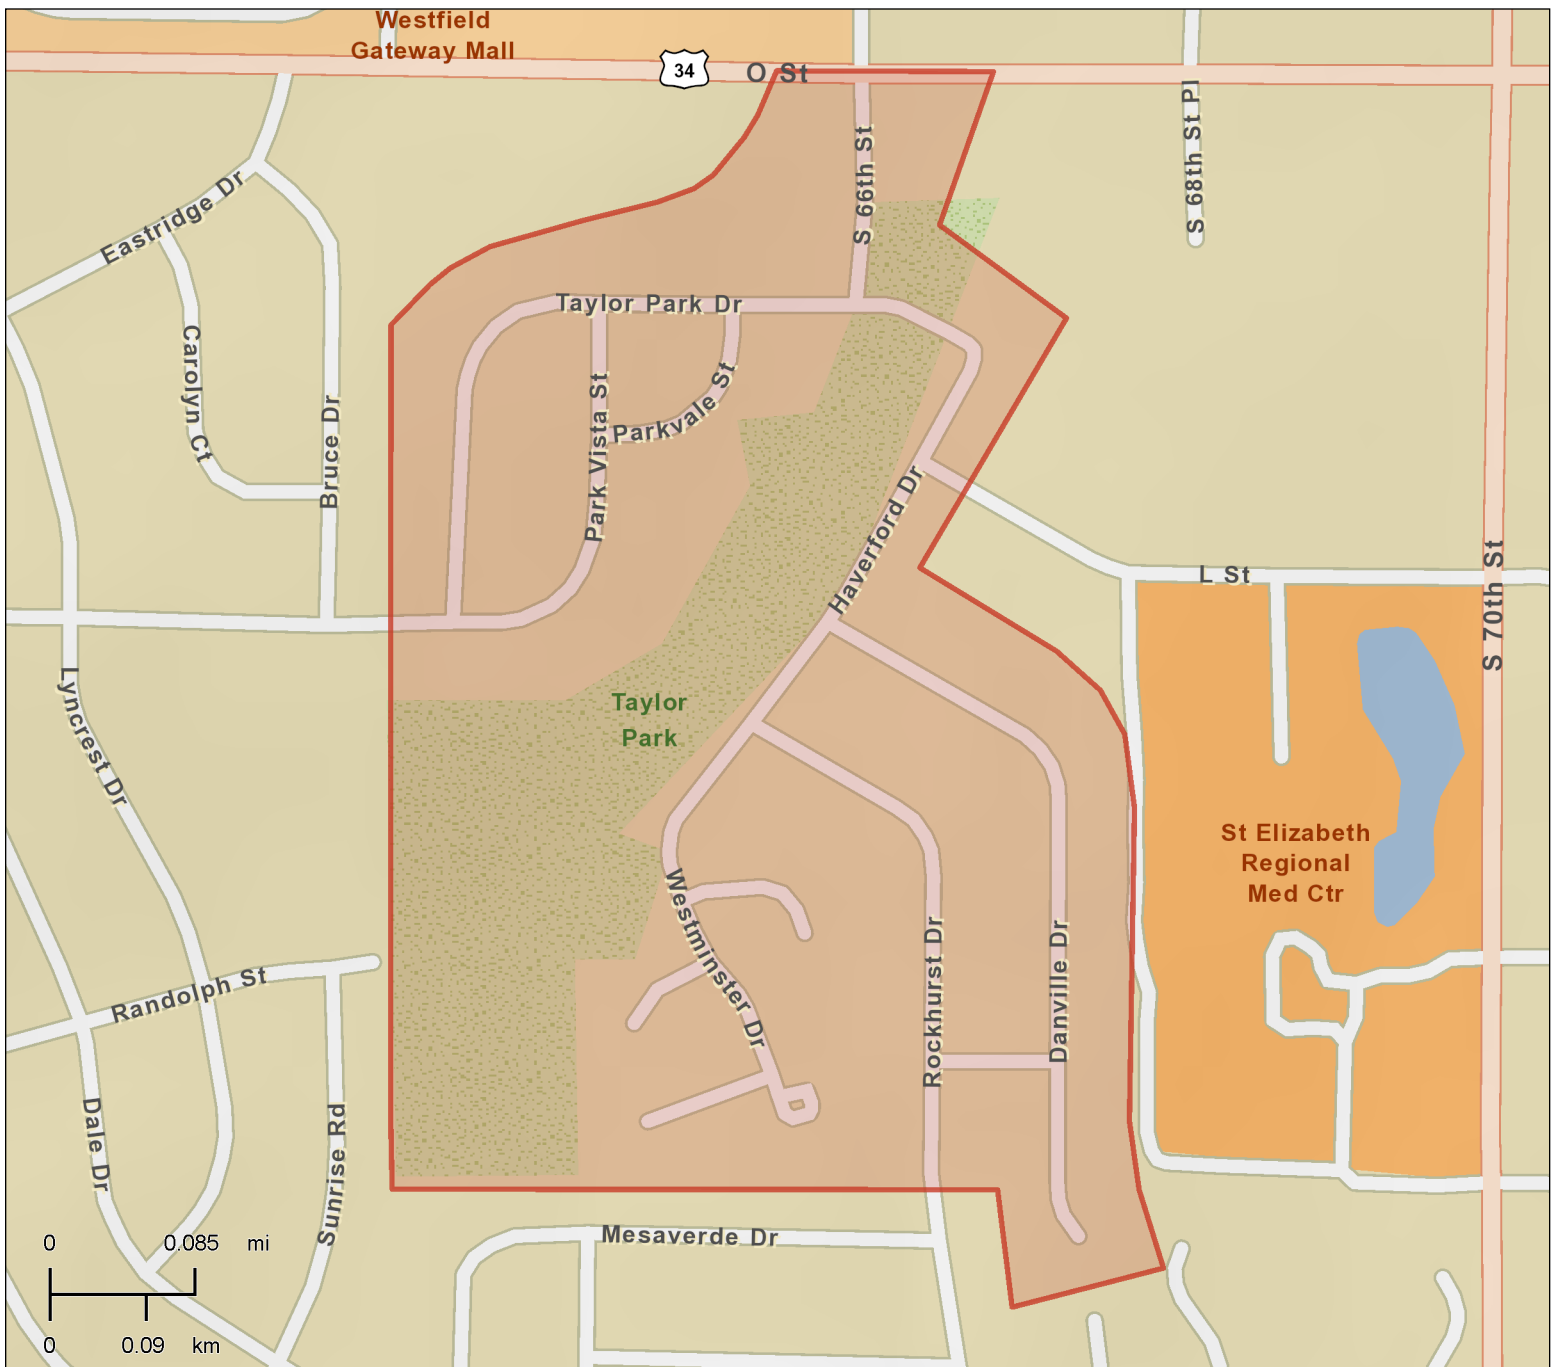 Westfield
Gateway Mall
34
O St
S 66th St
S 68th St Pl
Eastridge Dr
Taylor Park Dr
Carolyn Ct
Bruce Dr
Park Vista St
Parkvale St
Haverford Dr
L St
S 70th St
Lyncrest Dr
Taylor
Park
St Elizabeth
Regional
Med Ctr
Westminster Dr
Rockhurst Dr
Danville Dr
Randolph St
Dale Dr
Sunrise Rd
Mesaverde Dr
0 0.085 mi
0 0.09 km